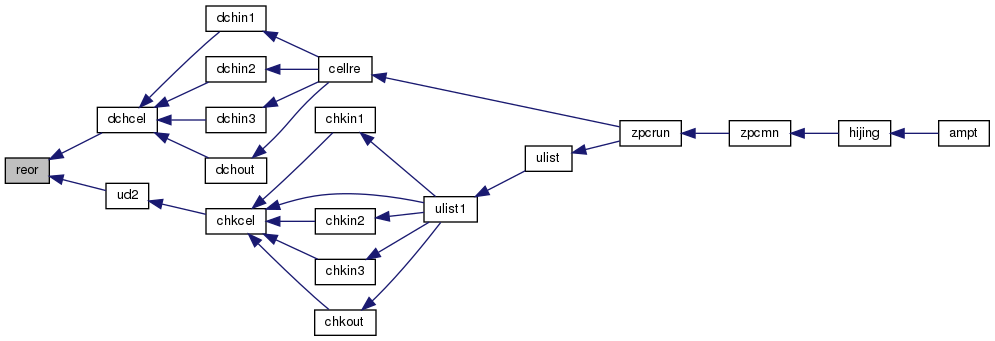 dchin1
dchin2
cellre
dchcel
dchin3
chkin1
zpcrun
zpcmn
hijing
ampt
reor
dchout
ulist
ud2
chkcel
chkin2
ulist1
chkin3
chkout